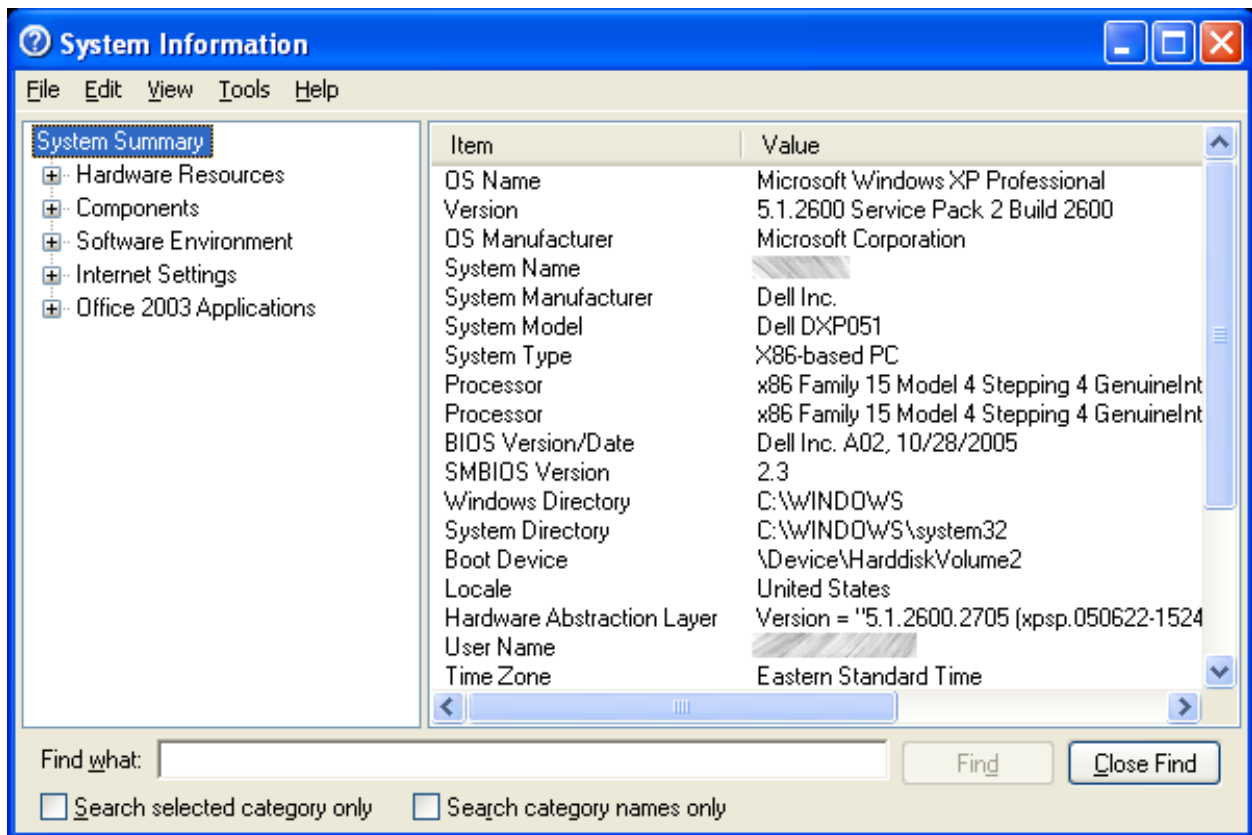 System Information
File Edit View Tools Help
System Summary
Hardware Resources
Components
Software Environment
Internet Settings
Office 2003 Applications
Item Value
OS Name Microsoft Windows XP Professional
Version 5.1.2600 Service Pack 2 Build 2600
OS Manufacturer Microsoft Corporation
System Name
System Manufacturer Dell Inc.
System Model Dell DXP051
System Type X86-based PC
Processor x86 Family 15 Model 4 Stepping 4 GenuineInt
Processor x86 Family 15 Model 4 Stepping 4 GenuineInt
BIOS Version/Date Dell Inc. A02, 10/28/2005
SMBIOS Version 2.3
Windows Directory C:\WINDOWS
System Directory C:\WINDOWS\system32
Boot Device \Device\HarddiskVolume2
Locale United States
Hardware Abstraction Layer Version = "5.1.2600.2705 (xpsp.050622-1524
User Name
Time Zone Eastern Standard Time
Find what: Find Close Find
Search selected category only Search category names only